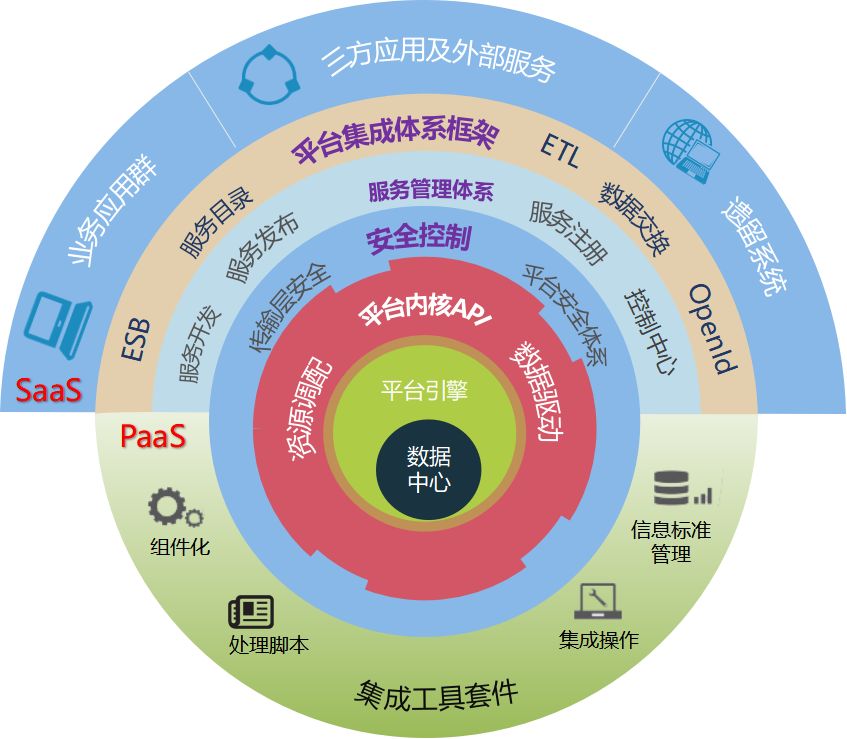 三方应用及外部服务
业务应用群
遗留系统
平台集成体系框架
ETL
服务目录
数据交换
ESB
OpenId
服务管理体系
服务发布
服务注册
服务开发
控制中心
安全控制
传输层安全
平台安全体系
平台内核API
资源调配
数据驱动
平台引擎
数据
中心
SaaS
PaaS
组件化
信息标准
管理
处理脚本
集成操作
集成工具套件